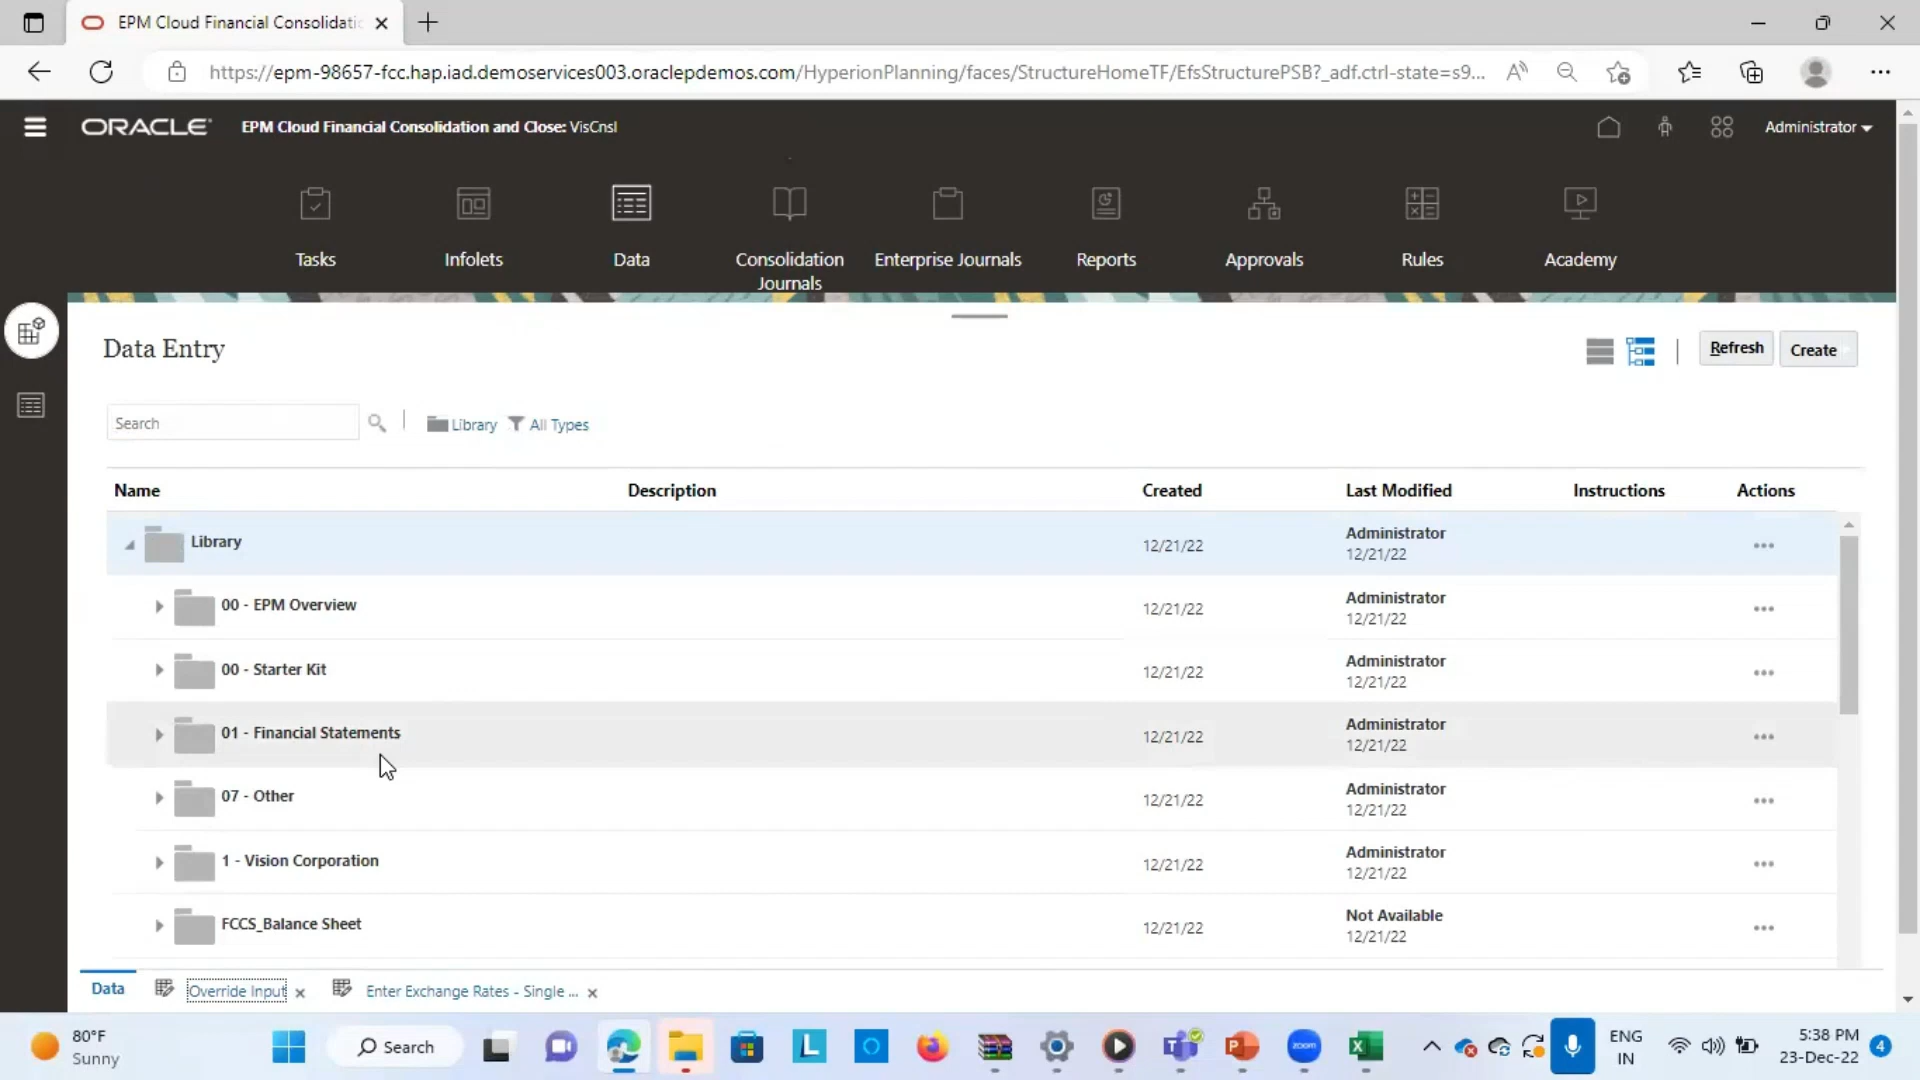 EPM Cloud Financial Consolidatic
https://epm-98657-fcc.hap.iad.demoservices003.oraclepdemos.com/HyperionPlanning/faces/StructureHomeTF/EfsStructurePSB?_adf.ctrl-state=s9...
ORACLE EPM Cloud Financial Consolidation and Close: VisCnsl Administrator
Tasks Infolets Data Consolidation Enterprise Journals Reports Approvals Rules Academy
Journals
Data Entry Refresh Create
Search Library All Types
Name Description Created Last Modified Instructions Actions
Library 12/21/22 Administrator
12/21/22
00 - EPM Overview 12/21/22 Administrator
12/21/22
00 - Starter Kit 12/21/22 Administrator
12/21/22
01 - Financial Statements 12/21/22 Administrator
12/21/22
07 - Other 12/21/22 Administrator
12/21/22
1 - Vision Corporation 12/21/22 Administrator
12/21/22
FCCS_Balance Sheet 12/21/22 Not Available
12/21/22
Data Override Input Enter Exchange Rates - Single ...
80°F Search ENG 5:38 PM 4
Sunny IN 23-Dec-22
zoom